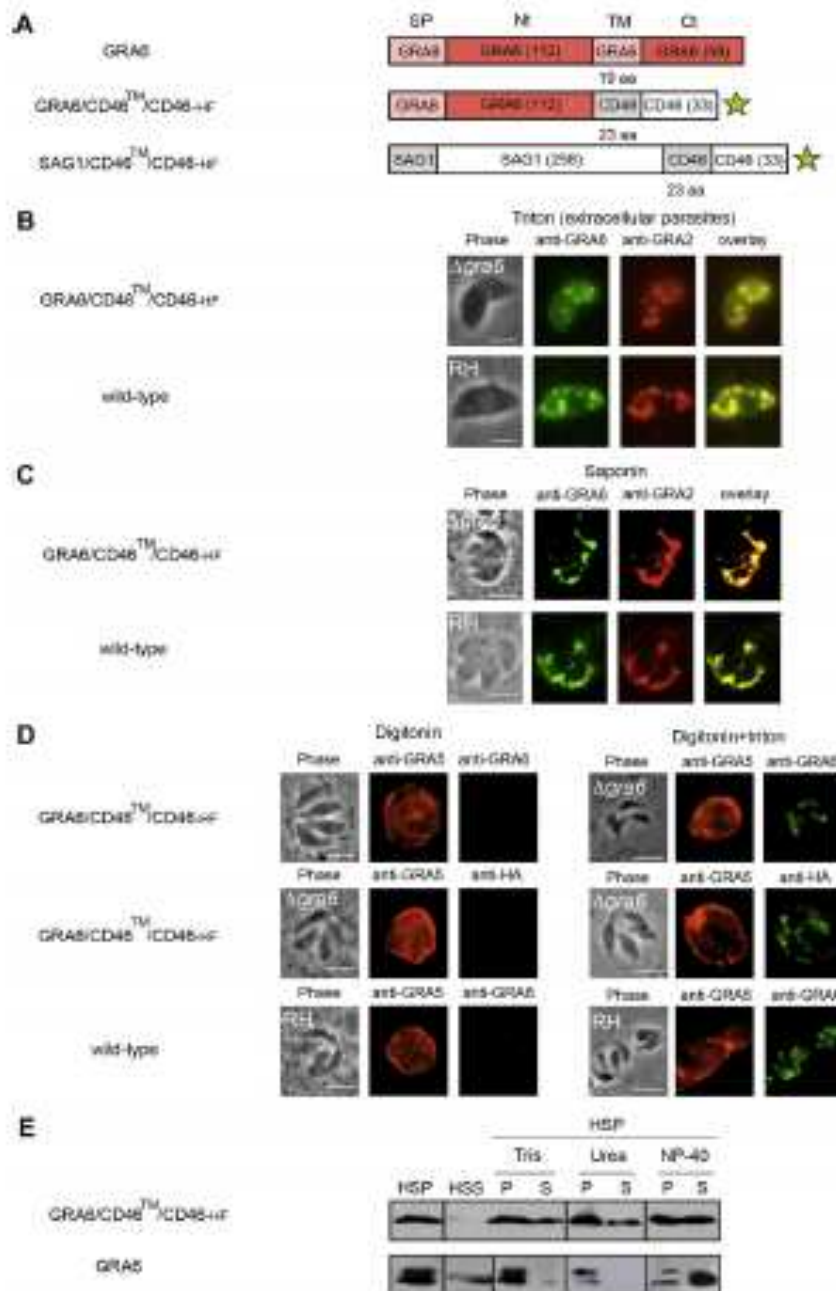 A
SP Nt TM Ct
GRA6
GRA6 GRA6 (112) GRA6 GRA6
19 aa
GRA6/CD46TM/CD46-HF
GRA6 GRA6 (112) CD46 CD46 (33)
23 aa
SAG1/CD46TM/CD46-HF
SAG1 SAG1 CD46 CD46 (33)
23 aa
B
Triton (extracellular parasites)
Phase anti-GRA6 anti-GRA2 overlay
Δgra6
GRA6/CD46TM/CD46-HF
RH
wild-type
C
Saponin
Phase anti-GRA6 anti-GRA2 overlay
GRA6/CD46TM/CD46-HF
RH
wild-type
D
Digitonin Digitonin+triton
Phase anti-GRA5 anti-GRA6 Phase anti-GRA5 anti-GRA6
Δgra6
GRA6/CD46TM/CD46-HF
Phase anti-GRA5 anti-HA Phase anti-GRA5 anti-HA
Δgra6 Δgra6
GRA6/CD46TM/CD46-HF
Phase anti-GRA5 anti-GRA6 Phase anti-GRA5 anti-GRA6
RH RH
wild-type
E
HSP
Tris Urea NP-40
HSP HSS P S P S P S
GRA6/CD46TM/CD46-HF
GRA6